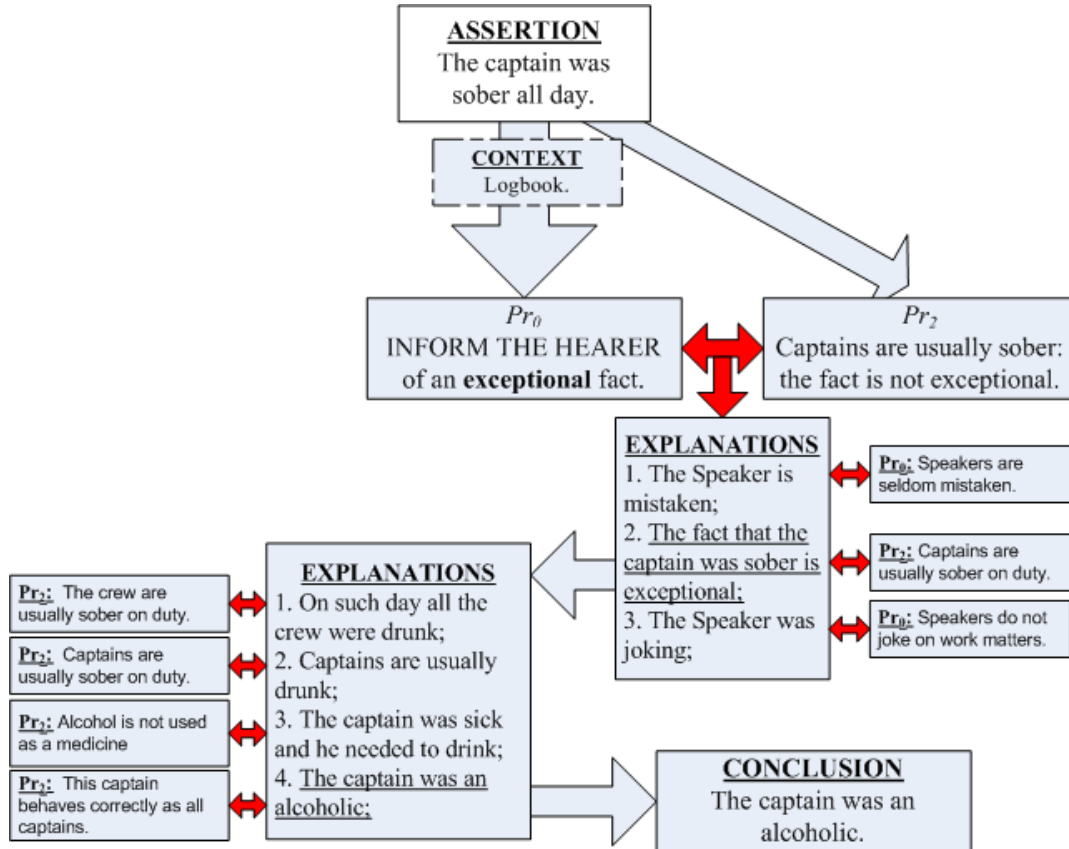 ASSERTION
The captain was
sober all day.
CONTEXT
Logbook.
Pr0
INFORM THE HEARER
of an exceptional fact.
Pr2
Captains are usually sober:
the fact is not exceptional.
EXPLANATIONS
1. The Speaker is
mistaken;
2. The fact that the
captain was sober is
exceptional;
3. The Speaker was
joking;
Pr0: Speakers are
seldom mistaken.
Pr2: Captains are
usually sober on duty.
Pr0: Speakers do not
joke on work matters.
EXPLANATIONS
1. On such day all the
crew were drunk;
2. Captains are usually
drunk;
3. The captain was sick
and he needed to drink;
4. The captain was an
alcoholic;
Pr2: The crew are
usually sober on duty.
Pr2: Captains are
usually sober on duty.
Pr2: Alcohol is not used
as a medicine
Pr2: This captain
behaves correctly as all
captains.
CONCLUSION
The captain was an
alcoholic.